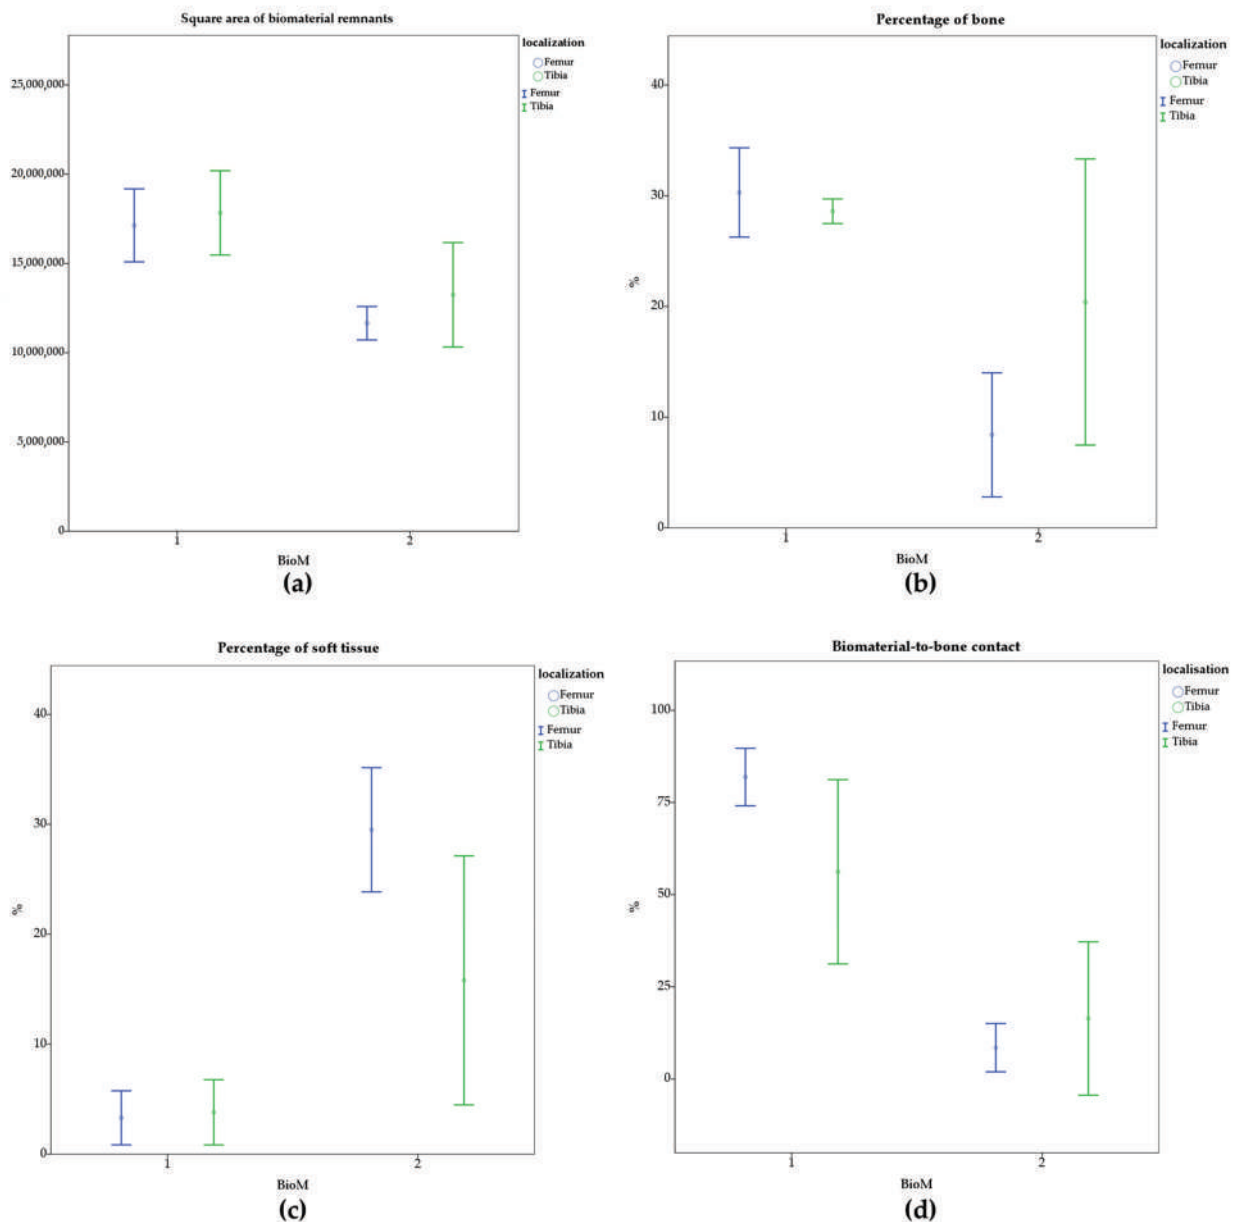 Square area of biomaterial remnants
localization
Femur
Tibia
Femur
Tibia
25,000,000
20,000,000
15,000,000
10,000,000
5,000,000
0
1
2
BioM
(a)
Percentage of bone
localization
Femur
Tibia
Femur
Tibia
40
30
20
10
0
%
1
2
BioM
(b)
Percentage of soft tissue
localization
Femur
Tibia
Femur
Tibia
40
30
20
10
0
%
1
2
BioM
(c)
Biomaterial-to-bone contact
localisation
Femur
Tibia
Femur
Tibia
100
75
50
25
0
%
1
2
BioM
(d)